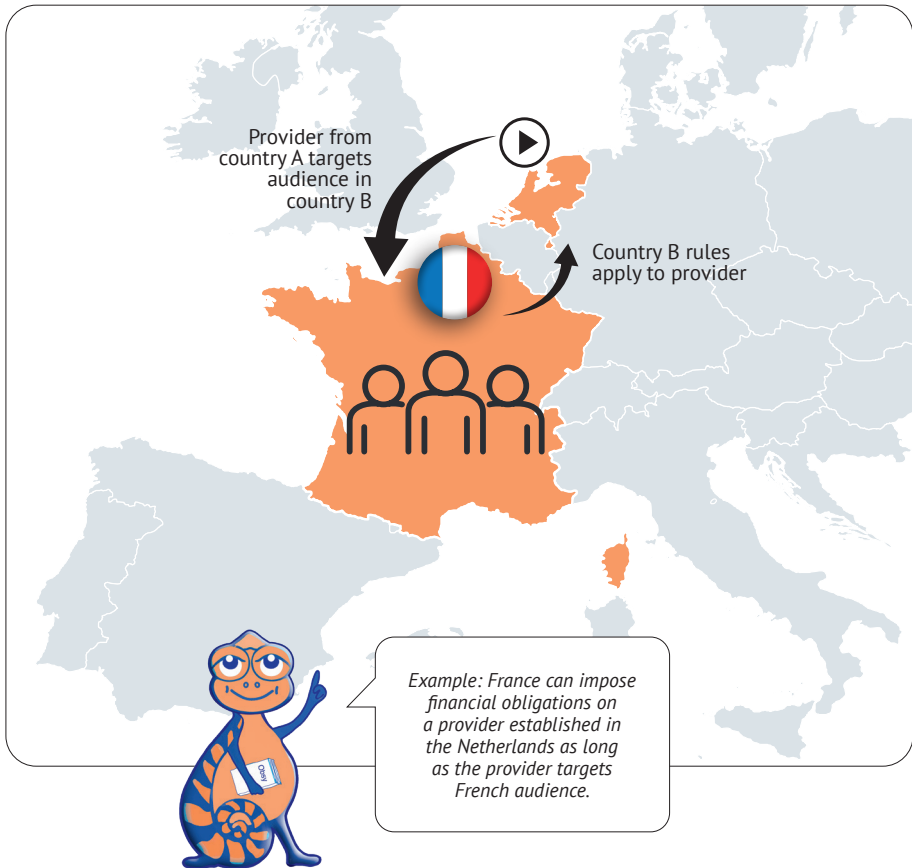 Provider from
country A targets
audience in
country B
Country B rules
apply to provider
Example: France can impose
financial obligations on
a provider established in
the Netherlands as long
as the provider targets
French audience.
Obsy